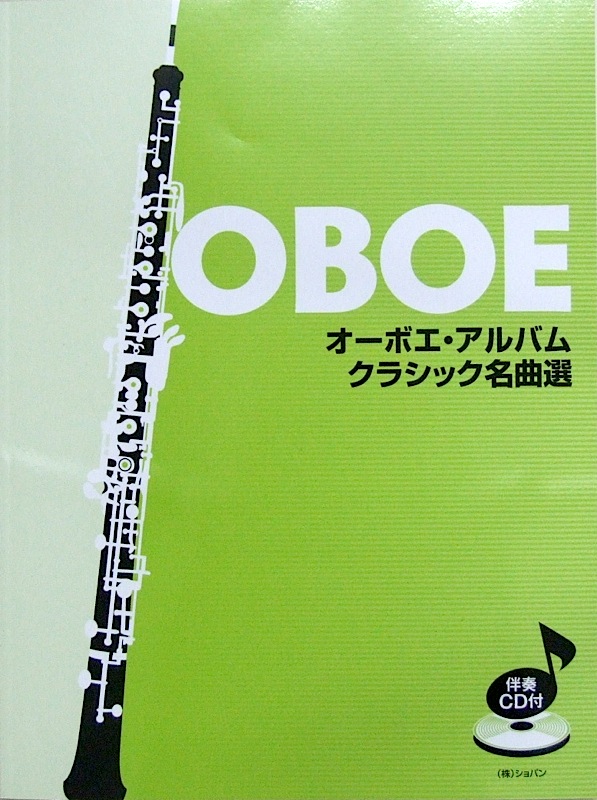 OBOE
オーボエ・アルバム
クラシック名曲選
伴奏
CD付
(株)ショパン